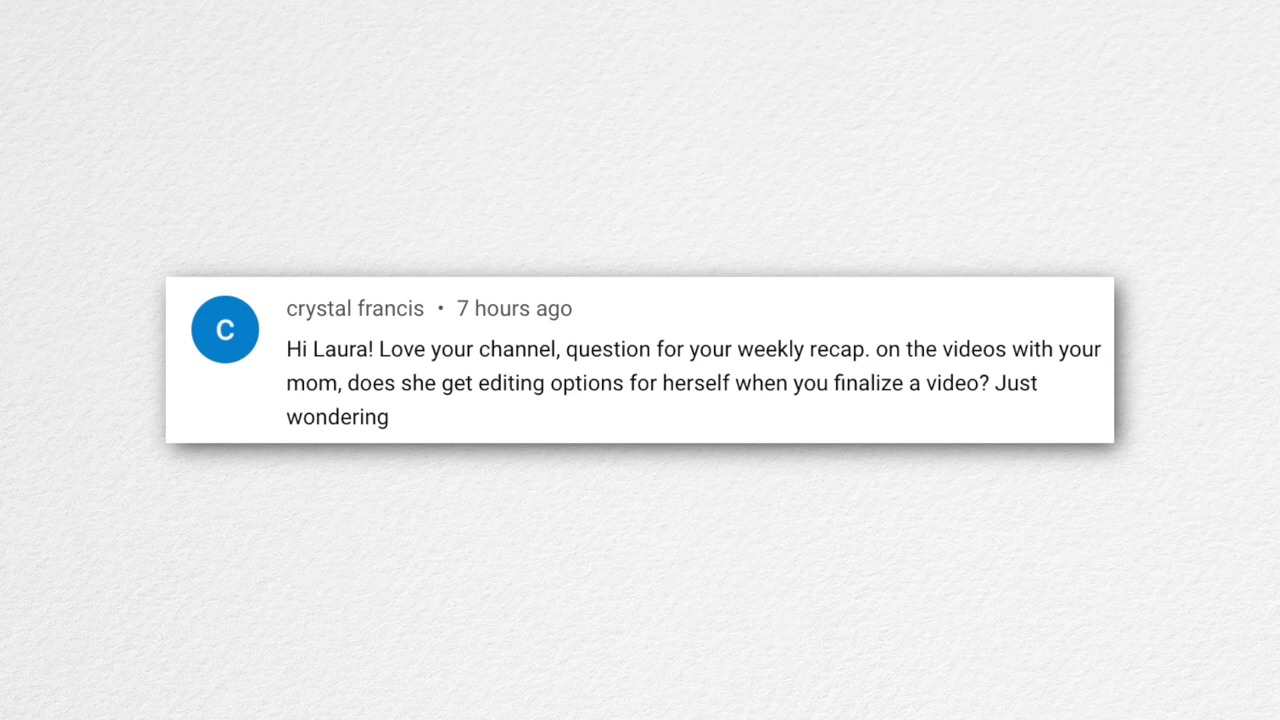 C
crystal francis • 7 hours ago
Hi Laura! Love your channel, question for your weekly recap. on the videos with your
mom, does she get editing options for herself when you finalize a video? Just
wondering